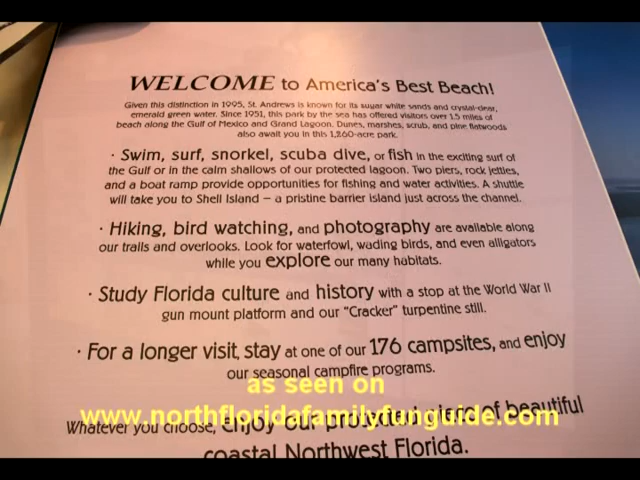 WELCOME to America's Best Beach!
Given this distinction in 1995, St. Andrews is known for its sugar white sands and crystal-clear,
emerald green water. Since 1951, this park by the sea has offered visitors over 1.5 miles of
beach along the Gulf of Mexico and Grand Lagoon. Dunes, marshes, scrub, and pine flatwoods
also await you in this 1,260-acre park.
· Swim, surf, snorkel, scuba dive, or fish in the exciting surf of
the Gulf or in the calm shallows of our protected lagoon. Two piers, rock jetties,
and a boat ramp provide opportunities for fishing and water activities. A shuttle
will take you to Shell Island – a pristine barrier island just across the channel.
· Hiking, bird watching, and photography are available along
our trails and overlooks. Look for waterfowl, wading birds, and even alligators
while you explore our many habitats.
· Study Florida culture and history with a stop at the World War II
gun mount platform and our "Cracker" turpentine still.
· For a longer visit, stay at one of our 176 campsites, and enjoy
our seasonal campfire programs.
as seen on
www.northfloridafamilyfunguide.com
Whatever you choose, enjoy our protected piece of beautiful
coastal Northwest Florida.